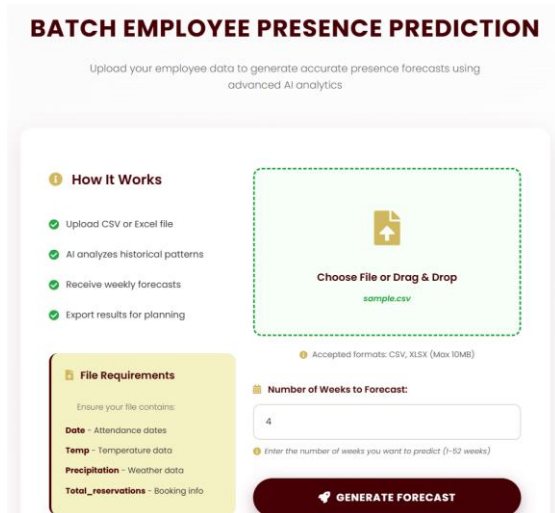 BATCH EMPLOYEE PRESENCE PREDICTION
Upload your employee data to generate accurate presence forecasts using
advanced AI analytics
How It Works
Upload CSV or Excel file
AI analyzes historical patterns
Receive weekly forecasts
Export results for planning
File Requirements
Ensure your file contains:
Date - Attendance dates
Temp - Temperature data
Precipitation - Weather data
Total_reservations - Booking info
Choose File or Drag & Drop
sample.csv
Accepted formats: CSV, XLSX (Max 10MB)
Number of Weeks to Forecast:
4
Enter the number of weeks you want to predict (1-52 weeks)
GENERATE FORECAST